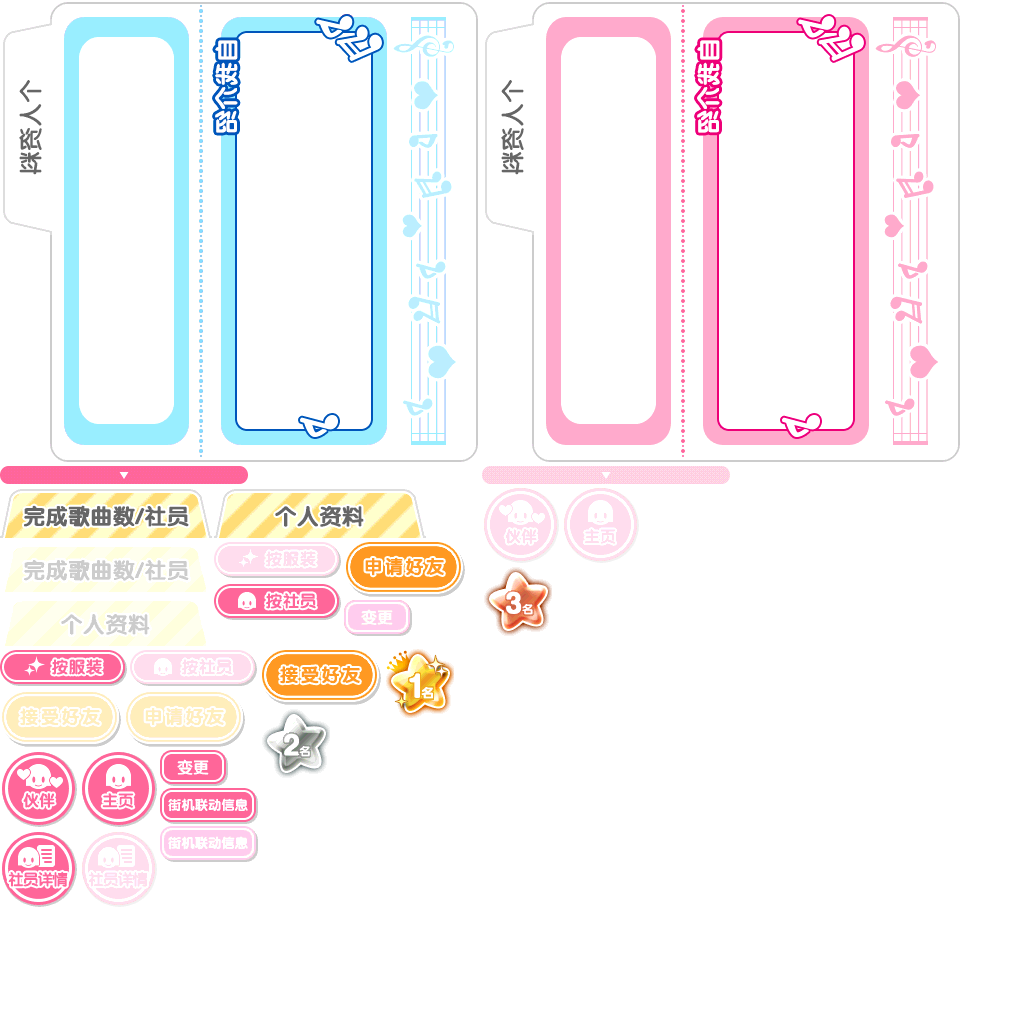 个人资料
自我介绍
个人资料
自我介绍
完成歌曲数/社员
个人资料
完成歌曲数/社员
个人资料
按服装
申请好友
按社员
变更
伙伴
主页
3名
按服装
按社员
接受好友
1名
接受好友
申请好友
2名
伙伴
主页
变更
街机联动信息
街机联动信息
社员详情
社员详情